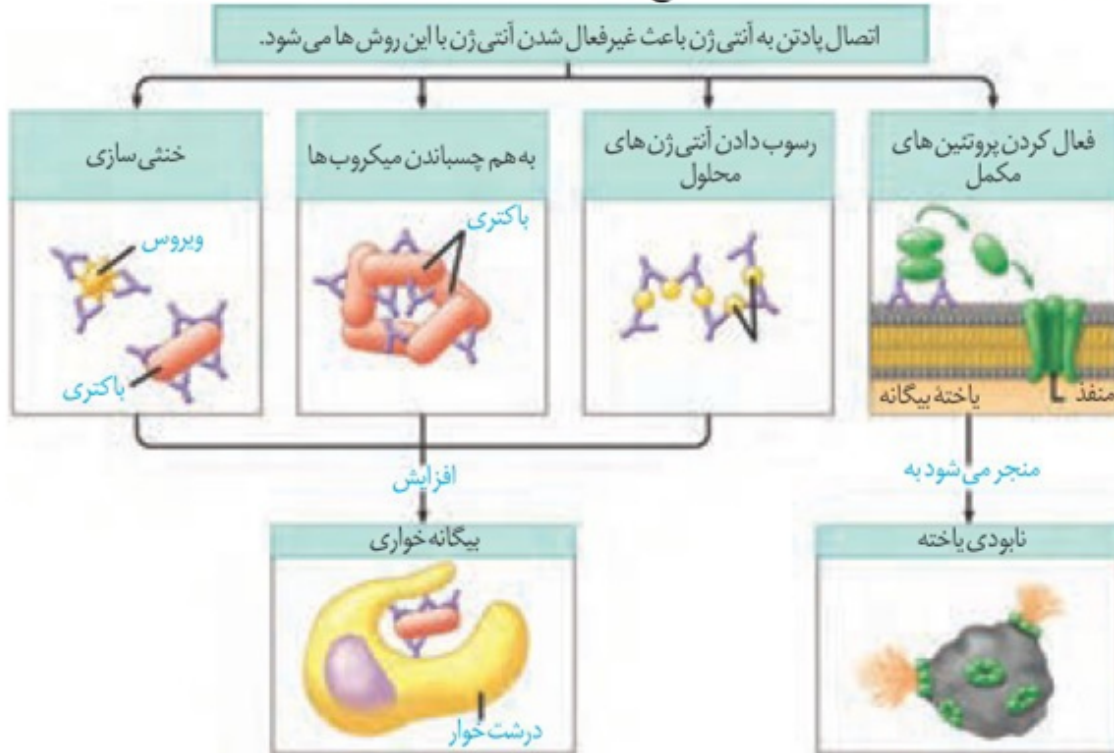 اتصال پادتن به آنتی ژن باعث غیرفعال شدن آنتی ژن با این روش ها می شود.
فعال کردن پروتئین های
مکمل
رسوب دادن آنتی ژن های
محلول
به هم چسباندن میکروب ها
خنثی سازی
منفذ
یاختهٔ بیگانه
باکتری
ویروس
باکتری
منجر می شود به
افزایش
نابودی یاخته
بیگانه خواری
درشت خوار